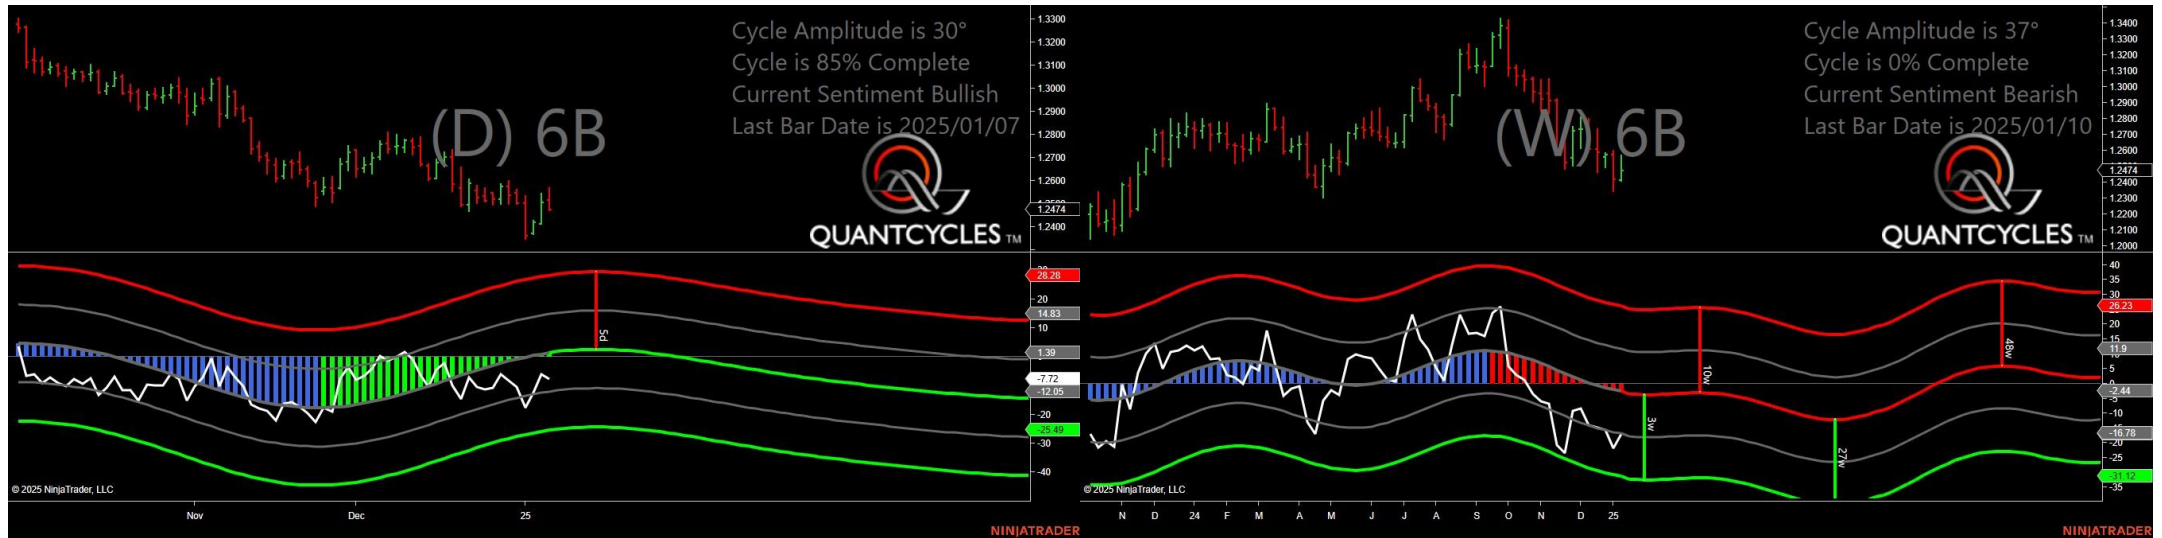 Cycle Amplitude is 30°
Cycle is 85% Complete
Current Sentiment Bullish
Last Bar Date is 2025/01/07
(D) 6B
QUANTCYCLES TM
1.3300
1.3200
1.3100
1.3000
1.2900
1.2800
1.2700
1.2600
1.2474
1.2400
28.28
20
14.83
10
1.39
-7.72
-12.05
-20
-25.49
-30
-40
5d
© 2025 NinjaTrader, LLC
Nov
Dec
25
NINJATRADER
Cycle Amplitude is 37°
Cycle is 0% Complete
Current Sentiment Bearish
Last Bar Date is 2025/01/10
(W) 6B
QUANTCYCLES TM
1.3400
1.3300
1.3200
1.3100
1.3000
1.2900
1.2800
1.2700
1.2600
1.2474
1.2400
1.2300
1.2200
1.2100
1.2000
40
35
30
26.23
20
15
11.9
5
-2.44
-5
-10
-16.78
-20
-25
-31.12
-35
10w
3w
27w
48w
© 2025 NinjaTrader, LLC
N D 24 F M A M J J A S O N D 25
NINJATRADER